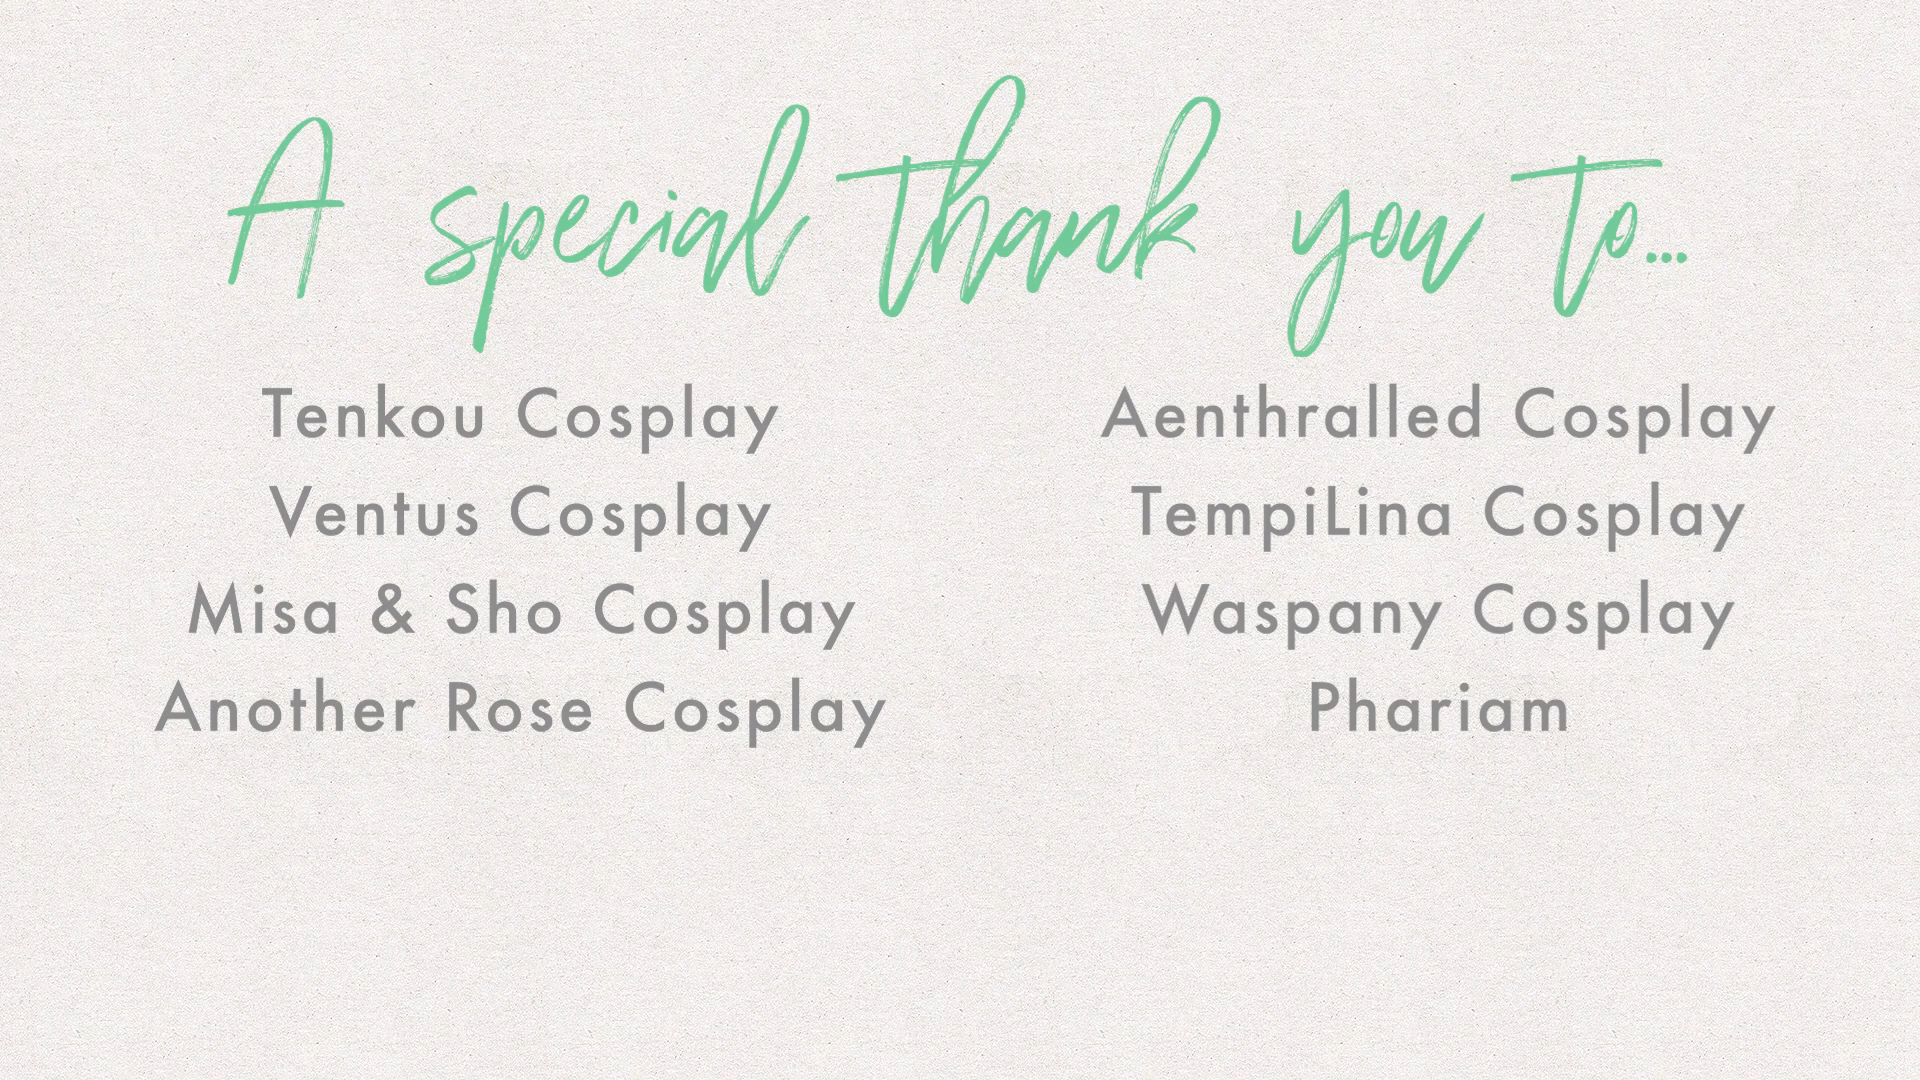 A special thank you to...
Tenkou Cosplay
Ventus Cosplay
Misa & Sho Cosplay
Another Rose Cosplay
Aenthralled Cosplay
TempiLina Cosplay
Waspany Cosplay
Phariam